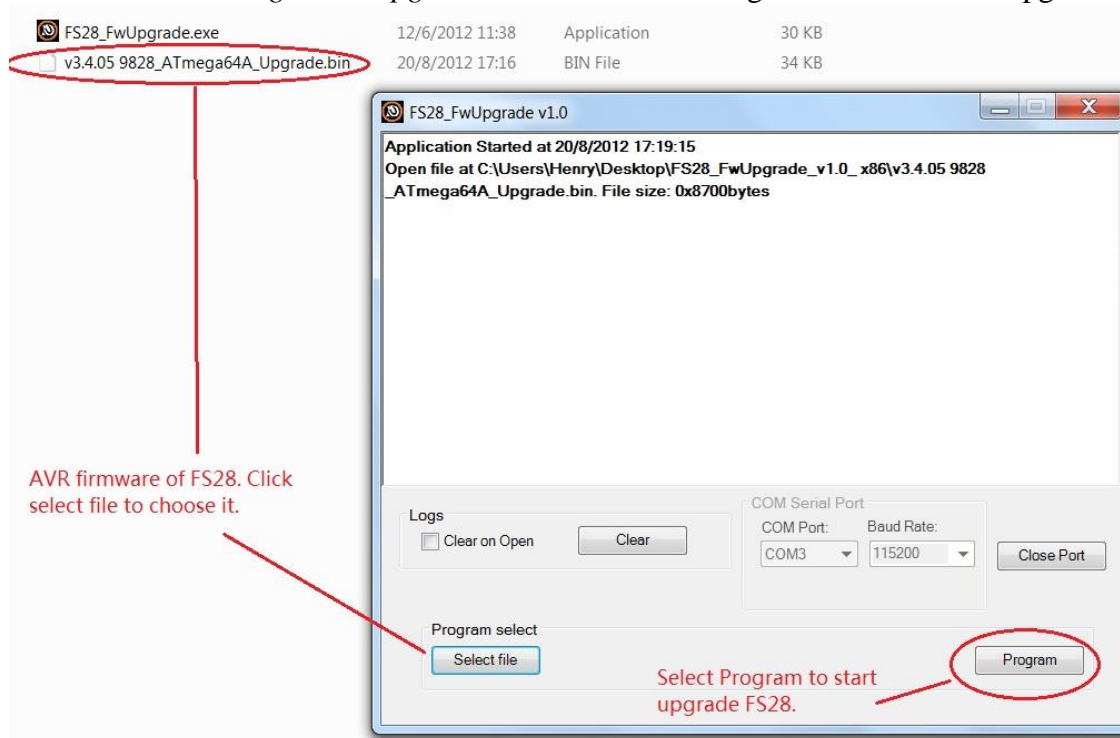 FS28_FwUpgrade.exe 12/6/2012 11:38 Application 30 KB
v3.4.05 9828_ATmega64A_Upgrade.bin 20/8/2012 17:16 BIN File 34 KB
FS28_FwUpgrade v1.0
Application Started at 20/8/2012 17:19:15
Open file at C:\Users\Henry\Desktop\FS28_FwUpgrade_v1.0_ x86\v3.4.05 9828
_ATmega64A_Upgrade.bin. File size: 0x8700bytes
AVR firmware of FS28. Click
select file to choose it.
Logs
Clear on Open Clear
COM Serial Port
COM Port: Baud Rate:
COM3 115200 Close Port
Program select
Select file Program
Select Program to start
upgrade FS28.